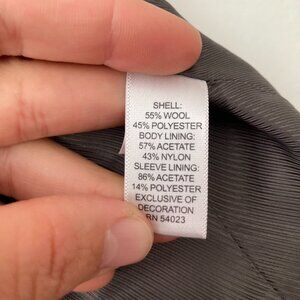 SHELL:
55% WOOL
45% POLYESTER
BODY LINING:
57% ACETATE
43% NYLON
SLEEVE LINING:
86% ACETATE
14% POLYESTER
EXCLUSIVE OF
DECORATION
RN 54023